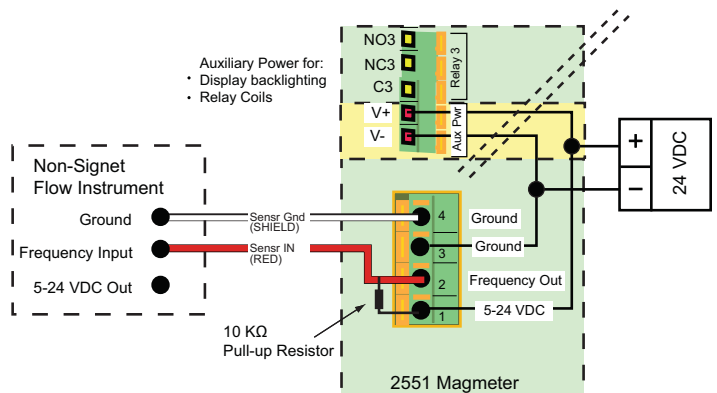 Auxiliary Power for:
• Display backlighting
• Relay Coils
NO3
NC3
C3
Relay 3
V+
V-
Aux Pwr
+
-
24 VDC
Non-Signet
Flow Instrument
Ground
Frequency Input
5-24 VDC Out
Sensr Gnd
(SHIELD)
Sensr IN
(RED)
4
3
2
1
Ground
Ground
Frequency Out
5-24 VDC
10 KΩ
Pull-up Resistor
2551 Magmeter